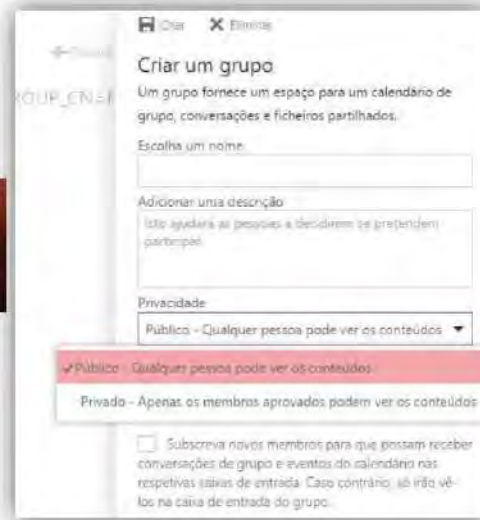 Criar Eliminar
Criar um grupo
Um grupo fornece um espaço para um calendário de
grupo, conversações e ficheiros partilhados.
Escolha um nome
Adicionar uma descrição
Isto ajudará as pessoas a decidirem se pretendem
participar.
Privacidade
Público - Qualquer pessoa pode ver os conteúdos
Público - Qualquer pessoa pode ver os conteúdos
Privado - Apenas os membros aprovados podem ver os conteúdos
Subscreva novos membros para que possam receber
conversações de grupo e eventos do calendário nas
respetivas caixas de entrada. Caso contrário, só irão vê-
los na caixa de entrada do grupo.